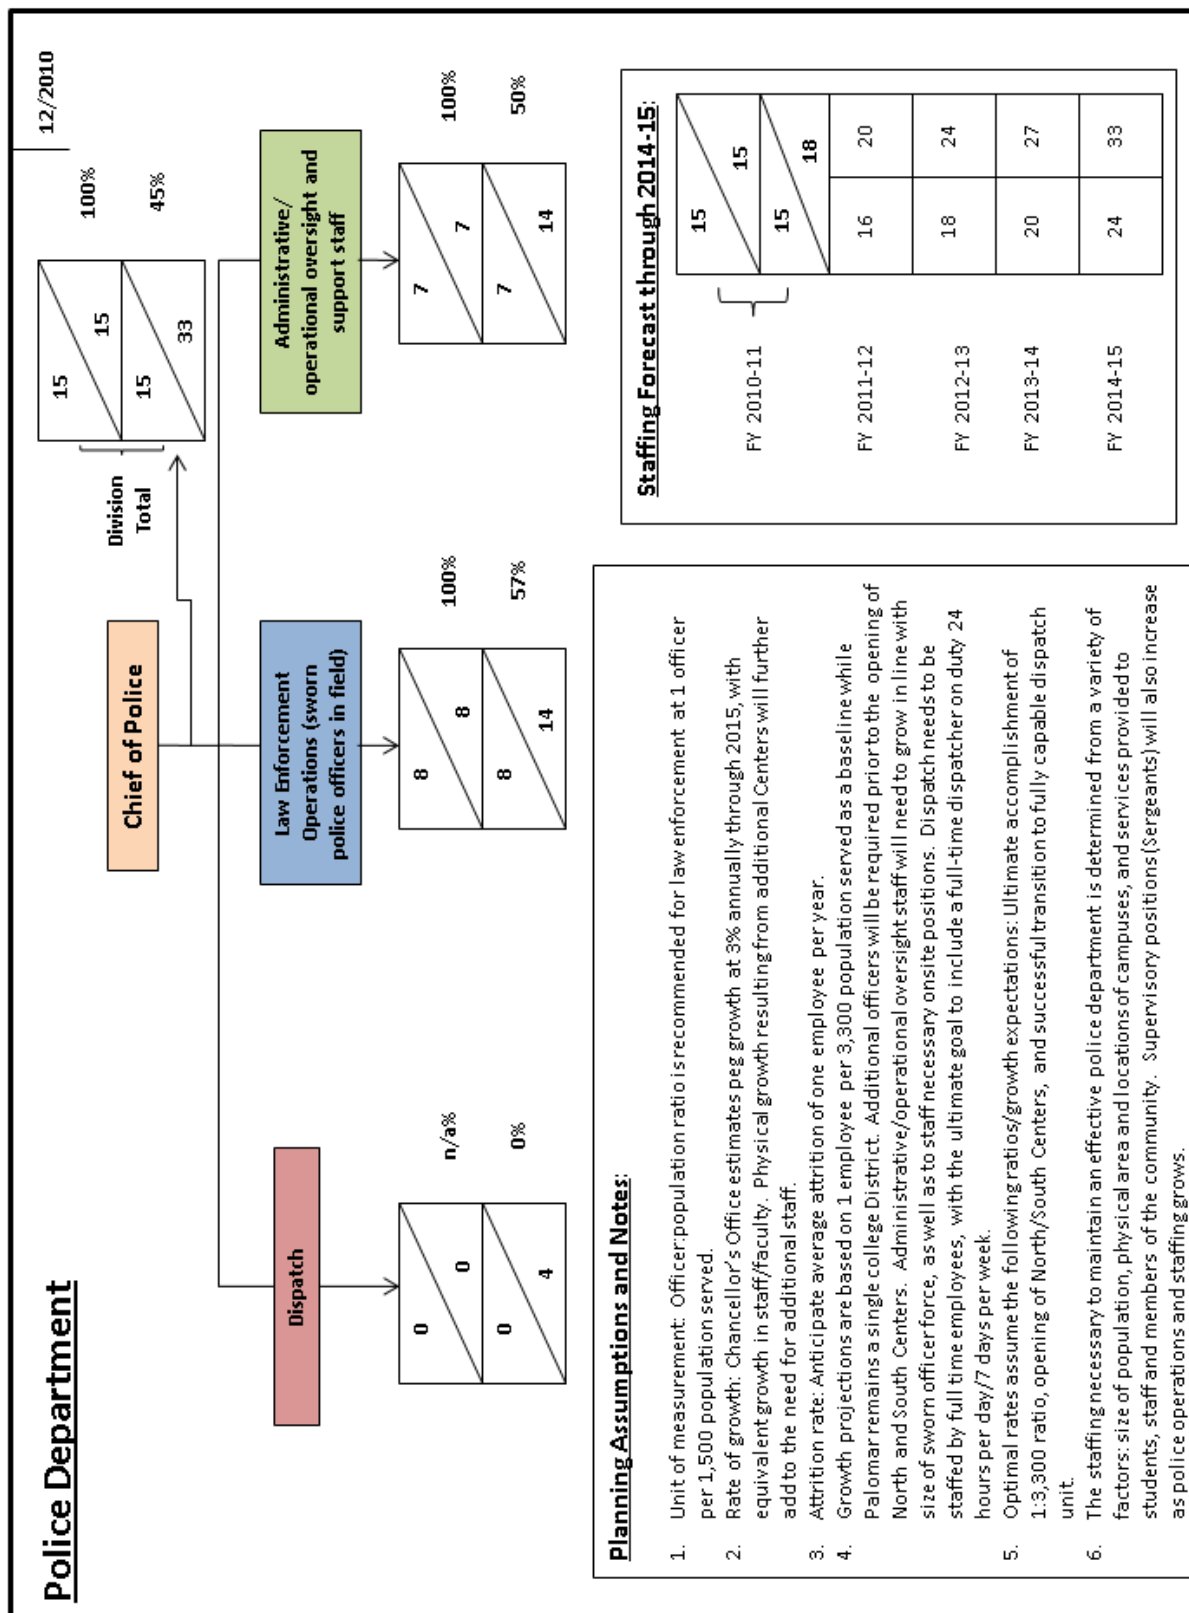 Police Department
12/2010
Chief of Police
Division
Total
15
15
100%
15
33
45%
Dispatch
Law Enforcement
Operations (sworn
police officers in field)
Administrative/
operational oversight and
support staff
0
0
n/a%
0
4
0%
8
8
100%
8
14
57%
7
7
100%
7
14
50%
Planning Assumptions and Notes:
1. Unit of measurement: Officer:population ratio is recommended for law enforcement at 1 officer
per 1,500 population served.
2. Rate of growth: Chancellor's Office estimates peg growth at 3% annually through 2015, with
equivalent growth in staff/faculty. Physical growth resulting from additional Centers will further
add to the need for additional staff.
3. Attrition rate: Anticipate average attrition of one employee per year.
4. Growth projections are based on 1 employee per 3,300 population served as a baseline while
Palomar remains a single college District. Additional officers will be required prior to the opening of
North and South Centers. Administrative/operational oversight staff will need to grow in line with
size of sworn officer force, as well as to staff necessary onsite positions. Dispatch needs to be
staffed by full time employees, with the ultimate goal to include a full-time dispatcher on duty 24
hours per day/7 days per week.
5. Optimal rates assume the following ratios/growth expectations: Ultimate accomplishment of
1:3,300 ratio, opening of North/South Centers, and successful transition to fully capable dispatch
unit.
6. The staffing necessary to maintain an effective police department is determined from a variety of
factors: size of population, physical area and locations of campuses, and services provided to
students, staff and members of the community. Supervisory positions (Sergeants) will also increase
as police operations and staffing grows.
Staffing Forecast through 2014-15:
FY 2010-11
15
15
15
18
FY 2011-12 16 20
FY 2012-13 18 24
FY 2013-14 20 27
FY 2014-15 24 33